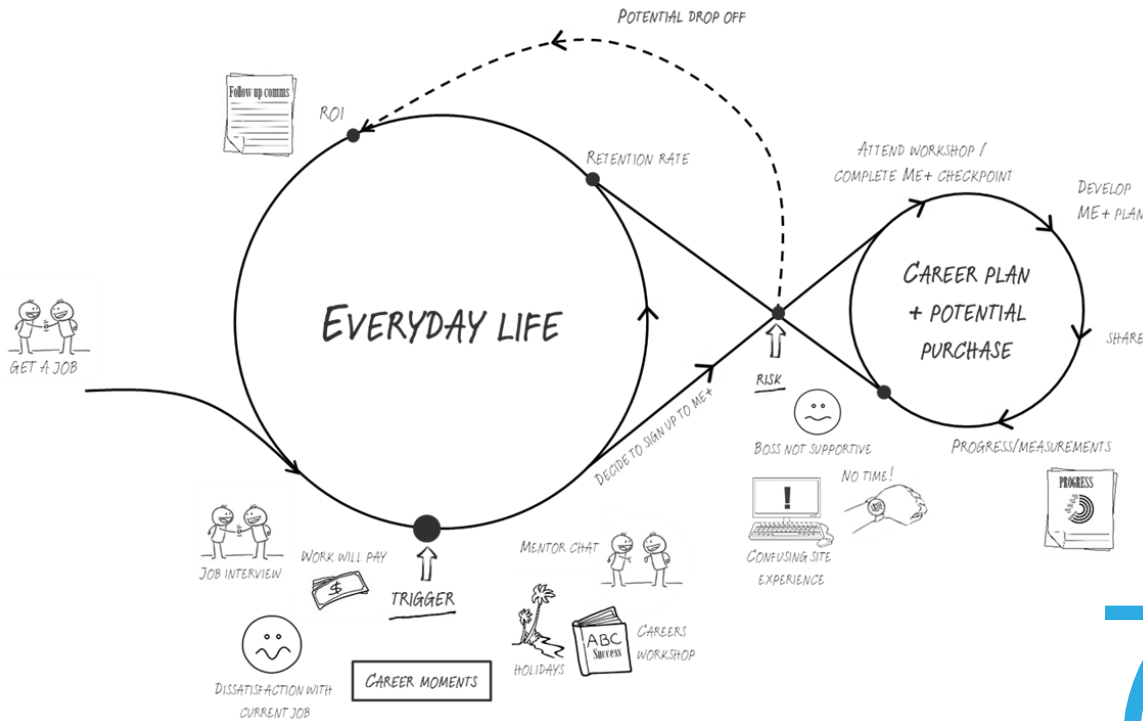 POTENTIAL DROP OFF
Follow up comms
ROI
RETENTION RATE
ATTEND WORKSHOP /
COMPLETE ME+ CHECKPOINT
DEVELOP
ME+ PLAN
EVERYDAY LIFE
CAREER PLAN
+ POTENTIAL
PURCHASE
SHARE
GET A JOB
RISK
DECIDE TO SIGN UP TO ME+
BOSS NOT SUPPORTIVE
PROGRESS/MEASUREMENTS
NO TIME!
PROGRESS
!
CONFUSING SITE
EXPERIENCE
JOB INTERVIEW
WORK WILL PAY
$
TRIGGER
MENTOR CHAT
HOLIDAYS
ABC
Success
CAREERS
WORKSHOP
DISSATISFACTION WITH
CURRENT JOB
CAREER MOMENTS